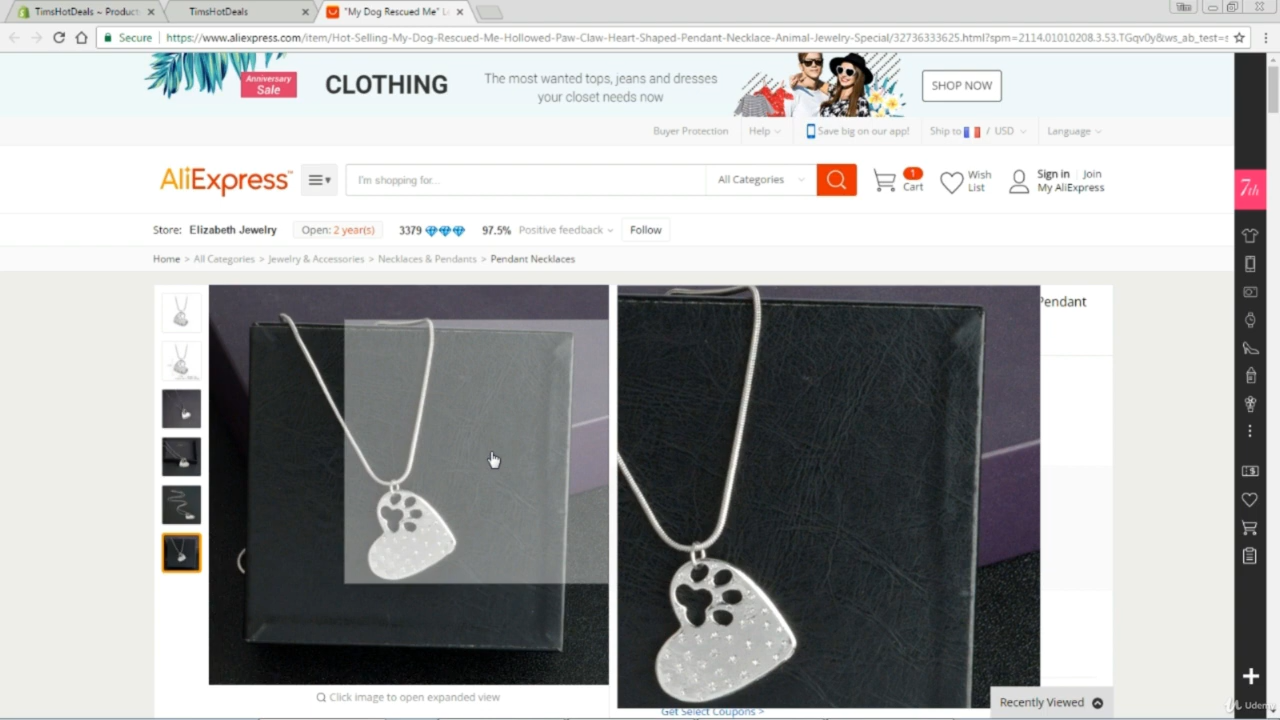 TimsHotDeals ~ Product
TimsHotDeals
"My Dog Rescued Me" L
Secure
https://www.aliexpress.com/item/Hot-Selling-My-Dog-Rescued-Me-Hollowed-Paw-Claw-Heart-Shaped-Pendant-Necklace-Animal-Jewelry-Special/32736333625.html?spm=2114.01010208.3.53.TGqv0y&ws_ab_test=s
Anniversary
Sale
CLOTHING
The most wanted tops, jeans and dresses
your closet needs now
SHOP NOW
Buyer Protection
Help
Save big on our app!
Ship to / USD
Language
AliExpress™
I'm shopping for...
All Categories
1
Cart
Wish
List
Sign in Join
My AliExpress
7th
Store: Elizabeth Jewelry
Open: 2 year(s)
3379
97.5% Positive feedback
Follow
Home > All Categories > Jewelry & Accessories > Necklaces & Pendants > Pendant Necklaces
Pendant
Click image to open expanded view
Get Select Coupons >
Recently Viewed
Udemy